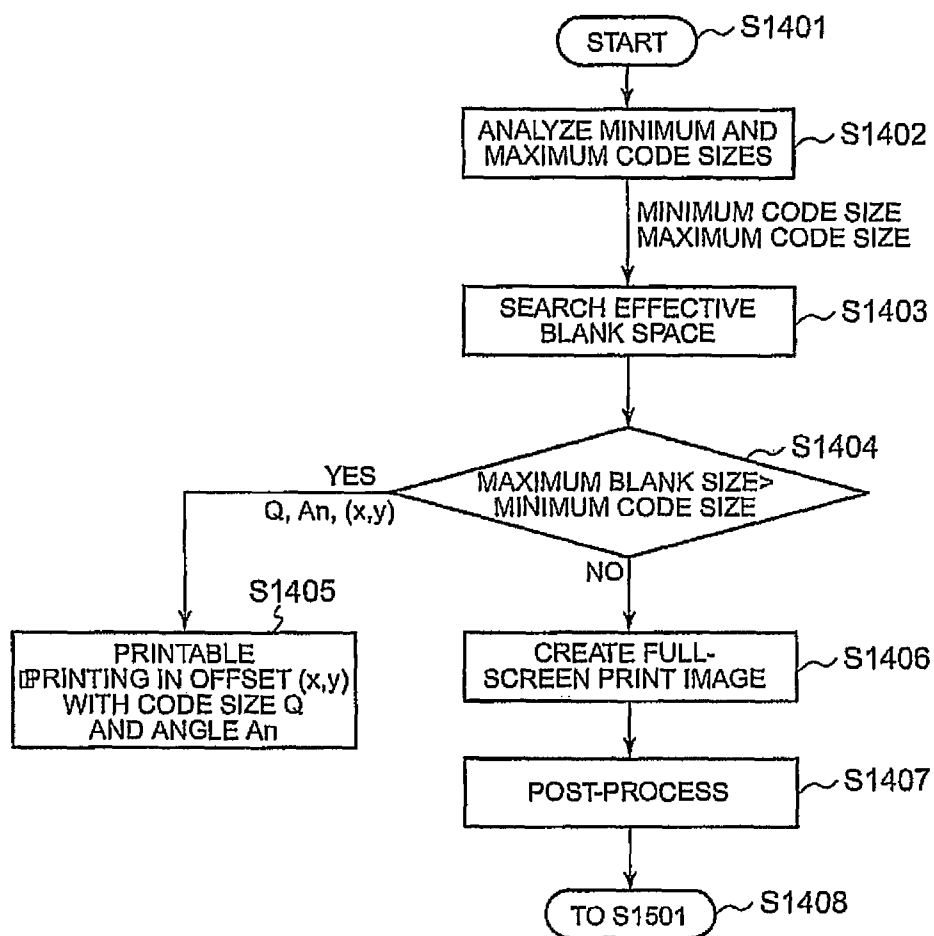 START
S1401
ANALYZE MINIMUM AND
MAXIMUM CODE SIZES
S1402
MINIMUM CODE SIZE
MAXIMUM CODE SIZE
SEARCH EFFECTIVE
BLANK SPACE
S1403
S1404
MAXIMUM BLANK SIZE>
MINIMUM CODE SIZE
YES
Q, An, (x,y)
NO
S1405
PRINTABLE
PRINTING IN OFFSET (x,y)
WITH CODE SIZE Q
AND ANGLE An
CREATE FULL-
SCREEN PRINT IMAGE
S1406
POST-PROCESS
S1407
TO S1501
S1408